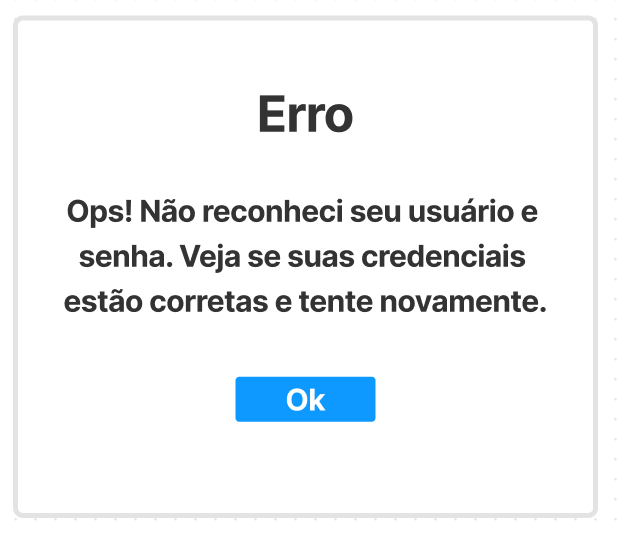 Erro
Ops! Não reconheci seu usuário e
senha. Veja se suas credenciais
estão corretas e tente novamente.
Ok